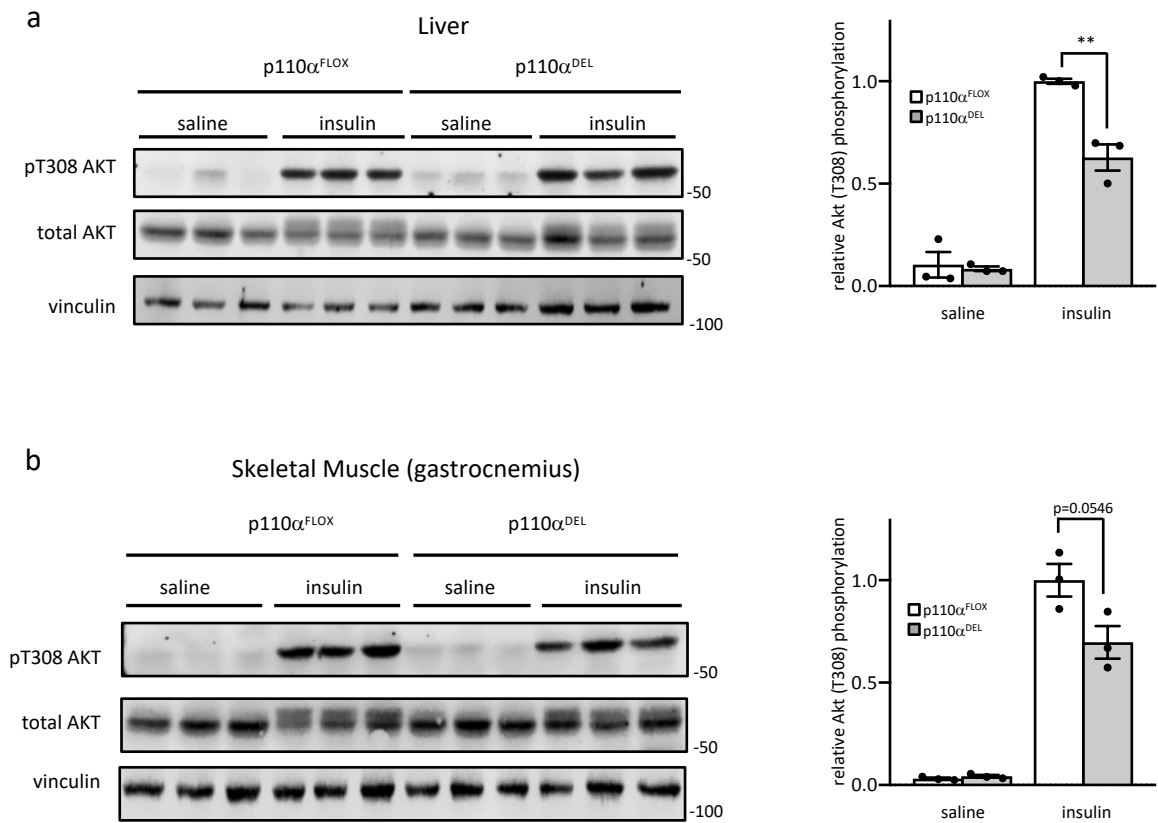 a
Liver
p110α^FLOX p110α^DEL
saline insulin saline insulin
pT308 AKT
-50
total AKT
-50
vinculin
-100
relative Akt (T308) phosphorylation
1.0
0.5
0.0
**
p110α^FLOX
p110α^DEL
saline insulin
b
Skeletal Muscle (gastrocnemius)
p110α^FLOX p110α^DEL
saline insulin saline insulin
pT308 AKT
-50
total AKT
-50
vinculin
-100
relative Akt (T308) phosphorylation
1.0
0.5
0.0
p=0.0546
p110α^FLOX
p110α^DEL
saline insulin